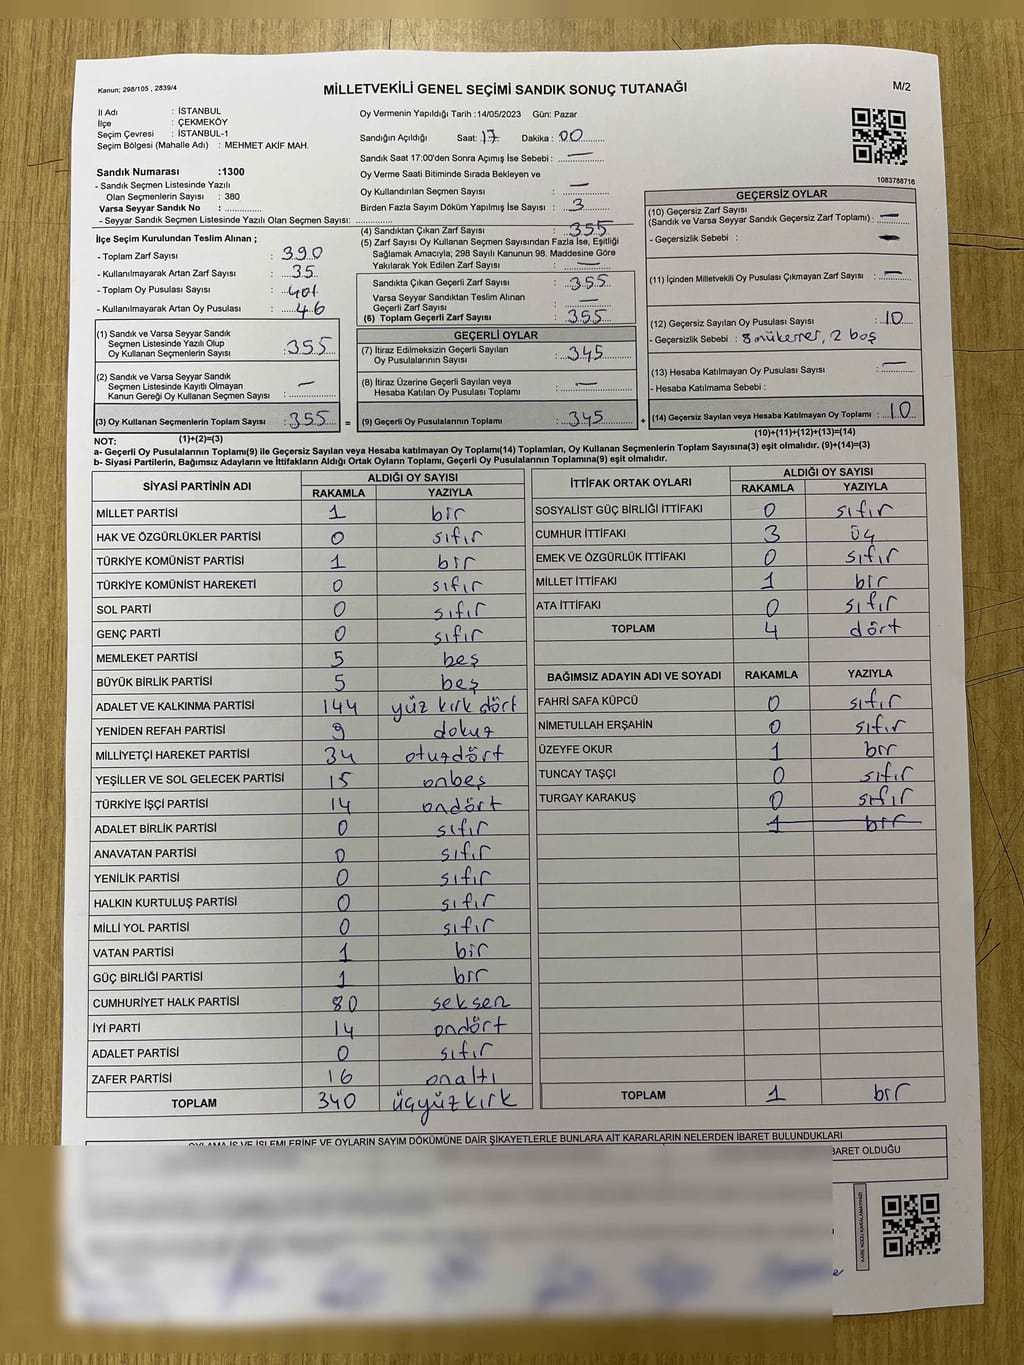 Kanun; 298/105 , 2839/4
MİLLETVEKİLİ GENEL SEÇİMİ SANDIK SONUÇ TUTANAĞI
M/2
İl Adı : İSTANBUL
İlçe : ÇEKMEKÖY
Seçim Çevresi : İSTANBUL-1
Seçim Bölgesi (Mahalle Adı) : MEHMET AKİF MAH.
Oy Vermenin Yapıldığı Tarih :14/05/2023 Gün: Pazar
Sandığın Açıldığı Saat: 17 Dakika : 00
Sandık Saat 17:00'den Sonra Açımış İse Sebebi : —
Oy Verme Saati Bitiminde Sırada Bekleyen ve
Oy Kullandırılan Seçmen Sayısı : —
Birden Fazla Sayım Döküm Yapılmış İse Sayısı : 3
Sandık Numarası :1300
- Sandık Seçmen Listesinde Yazılı
Olan Seçmenlerin Sayısı : 380
Varsa Seyyar Sandık No :
- Seyyar Sandık Seçmen Listesinde Yazılı Olan Seçmen Sayısı:
1083788716
İlçe Seçim Kurulundan Teslim Alınan ;
- Toplam Zarf Sayısı : 390
- Kullanılmayarak Artan Zarf Sayısı : 35
- Toplam Oy Pusulası Sayısı : 401
- Kullanılmayarak Artan Oy Pusulası : 46
(1) Sandık ve Varsa Seyyar Sandık
Seçmen Listesinde Yazılı Olup
Oy Kullanan Seçmenlerin Sayısı : 355
(2) Sandık ve Varsa Seyyar Sandık
Seçmen Listesinde Kayıtlı Olmayan
Kanun Gereği Oy Kullanan Seçmen Sayısı : —
(3) Oy Kullanan Seçmenlerin Toplam Sayısı : 355 =
(1)+(2)=(3)
(4) Sandıktan Çıkan Zarf Sayısı : 355
(5) Zarf Sayısı Oy Kullanan Seçmen Sayısından Fazla İse, Eşitliği
Sağlamak Amacıyla; 298 Sayılı Kanunun 98. Maddesine Göre
Yakılarak Yok Edilen Zarf Sayısı : —
Sandıkta Çıkan Geçerli Zarf Sayısı : 355
Varsa Seyyar Sandıktan Teslim Alınan
Geçerli Zarf Sayısı : —
(6) Toplam Geçerli Zarf Sayısı : 355
GEÇERLİ OYLAR
(7) İtiraz Edilmeksizin Geçerli Sayılan
Oy Pusulalarının Sayısı : 345
(8) İtiraz Üzerine Geçerli Sayılan veya
Hesaba Katılan Oy Pusulası Toplamı : —
(9) Geçerli Oy Pusulalarının Toplamı : 345 +
GEÇERSİZ OYLAR
(10) Geçersiz Zarf Sayısı
(Sandık ve Varsa Seyyar Sandık Geçersiz Zarf Toplamı) : —
- Geçersizlik Sebebi : —
(11) İçinden Milletvekili Oy Pusulası Çıkmayan Zarf Sayısı : —
(12) Geçersiz Sayılan Oy Pusulası Sayısı : 10
- Geçersizlik Sebebi : 8 mükerrer, 2 boş
(13) Hesaba Katılmayan Oy Pusulası Sayısı : —
- Hesaba Katılmama Sebebi :
(14) Geçersiz Sayılan veya Hesaba Katılmayan Oy Toplamı : 10
(10)+(11)+(12)+(13)=(14)
NOT:
a- Geçerli Oy Pusulalarının Toplamı(9) ile Geçersiz Sayılan veya Hesaba Katılmayan Oy Toplamı(14) Toplamları, Oy Kullanan Seçmenlerin Toplam Sayısına(3) eşit olmalıdır. (9)+(14)=(3)
b- Siyasi Partilerin, Bağımsız Adayların ve İttifakların Aldığı Ortak Oyların Toplamı, Geçerli Oy Pusulalarının Toplamına(9) eşit olmalıdır.
SİYASİ PARTİNİN ADI ALDIĞI OY SAYISI
RAKAMLA YAZIYLA
MİLLET PARTİSİ 1 bir
HAK VE ÖZGÜRLÜKLER PARTİSİ 0 sıfır
TÜRKİYE KOMÜNİST PARTİSİ 1 bir
TÜRKİYE KOMÜNİST HAREKETİ 0 sıfır
SOL PARTİ 0 sıfır
GENÇ PARTİ 0 sıfır
MEMLEKET PARTİSİ 5 beş
BÜYÜK BİRLİK PARTİSİ 5 beş
ADALET VE KALKINMA PARTİSİ 144 yüz kırk dört
YENİDEN REFAH PARTİSİ 9 dokuz
MİLLİYETÇİ HAREKET PARTİSİ 34 otuzdört
YEŞİLLER VE SOL GELECEK PARTİSİ 15 onbeş
TÜRKİYE İŞÇİ PARTİSİ 14 ondört
ADALET BİRLİK PARTİSİ 0 sıfır
ANAVATAN PARTİSİ 0 sıfır
YENİLİK PARTİSİ 0 sıfır
HALKIN KURTULUŞ PARTİSİ 0 sıfır
MİLLİ YOL PARTİSİ 0 sıfır
VATAN PARTİSİ 1 bir
GÜÇ BİRLİĞİ PARTİSİ 1 bir
CUMHURİYET HALK PARTİSİ 80 seksen
İYİ PARTİ 14 ondört
ADALET PARTİSİ 0 sıfır
ZAFER PARTİSİ 16 onaltı
TOPLAM 340 üçyüzkırk
İTTİFAK ORTAK OYLARI ALDIĞI OY SAYISI
RAKAMLA YAZIYLA
SOSYALİST GÜÇ BİRLİĞİ İTTİFAKI 0 sıfır
CUMHUR İTTİFAKI 3 üç
EMEK VE ÖZGÜRLÜK İTTİFAKI 0 sıfır
MİLLET İTTİFAKI 1 bir
ATA İTTİFAKI 0 sıfır
TOPLAM 4 dört
BAĞIMSIZ ADAYIN ADI VE SOYADI RAKAMLA YAZIYLA
FAHRİ SAFA KÜPCÜ 0 sıfır
NİMETULLAH ERŞAHİN 0 sıfır
ÜZEYFE OKUR 1 bir
TUNCAY TAŞÇI 0 sıfır
TURGAY KARAKUŞ 0 sıfır
1 bir
TOPLAM 1 bir
OYLAMA İŞ VE İŞLEMLERİNE VE OYLARIN SAYIM DÖKÜMÜNE DAİR ŞİKAYETLERLE BUNLARA AİT KARARLARIN NELERDEN İBARET BULUNDUKLARI
BARET OLDUĞU
KARE KODU KARALAMAYINIZ!